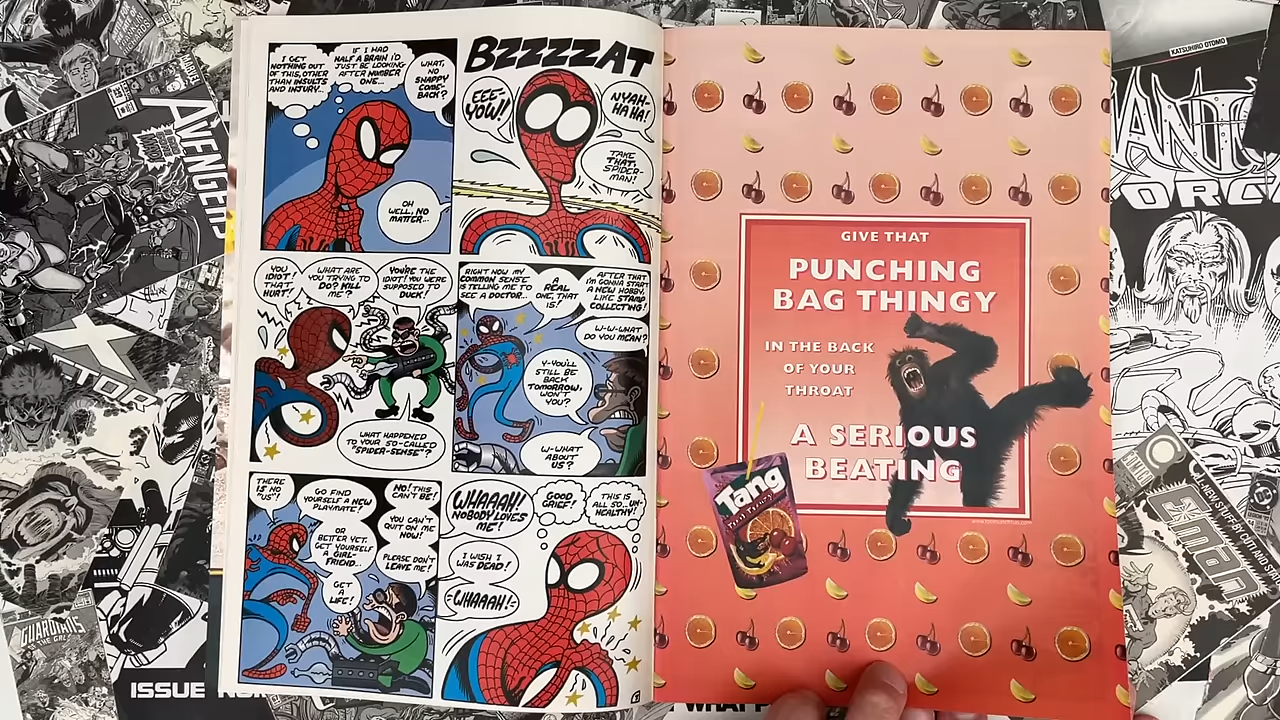 I GET
NOTHING OUT
OF THIS, OTHER
THAN INSULTS
AND INJURY...
IF I HAD
HALF A BRAIN I'D
JUST BE LOOKING
AFTER NUMBER
ONE...
WHAT,
NO
SNAPPY
COME-
BACK?
OH
WELL, NO
MATTER...
BZZZZAT
EEE-
YOW!
NYAH-
HA HA!
TAKE
THAT,
SPIDER-
MAN!
YOU
IDIOT!
THAT
HURT!
WHAT ARE
YOU TRYING TO
DO? KILL
ME?
YOU'RE THE
IDIOT! YOU WERE
SUPPOSED TO
DUCK!
WHAT HAPPENED
TO YOUR SO-CALLED
"SPIDER-SENSE"?
RIGHT NOW MY
COMMON SENSE
IS TELLING ME TO
SEE A DOCTOR...
A
REAL
ONE, THAT
IS!
AFTER THAT
I'M GONNA START
A NEW HOBBY,
LIKE STAMP
COLLECTING!
W-W-WHAT
DO YOU MEAN?
Y-YOU'LL
STILL BE
BACK
TOMORROW,
WON'T
YOU?
W-WHAT
ABOUT
US?
THERE
IS NO
"US"!
GO FIND
YOURSELF A NEW
PLAYMATE!
OR
BETTER YET,
GET YOURSELF
A GIRL-
FRIEND...
GET
A
LIFE!
NO! THIS
CAN'T BE!
YOU CAN'T
QUIT ON ME
NOW!
PLEASE DON'T
LEAVE ME!
WHAAAH!
NOBODY LOVES
ME!
GOOD
GRIEF!
THIS IS
ALL SO...UN-
HEALTHY!
I WISH I
WAS DEAD!
WHAAAH!
GIVE THAT
PUNCHING
BAG THINGY
IN THE BACK
OF YOUR
THROAT
A SERIOUS
BEATING
Tang
KATSUHIRO OTOMO
AVENGERS
MARVEL
GUARDIANS
OF THE GALAXY
ISSUE
E-Man